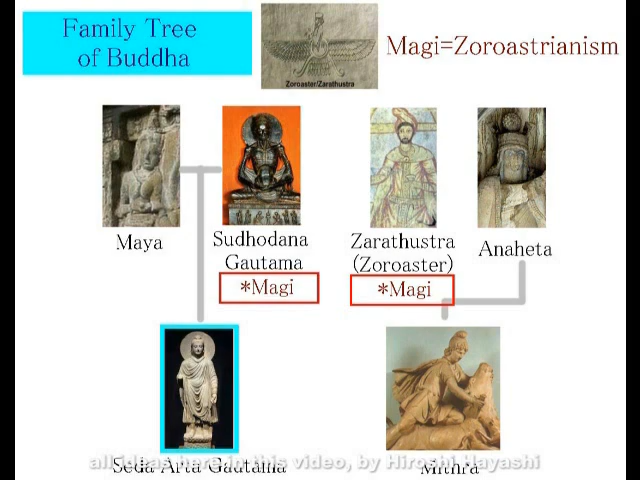 Family Tree
of Buddha
Zoroaster/Zarathustra
Magi=Zoroastrianism
Maya
Sudhodana
Gautama
*Magi
Zarathustra
(Zoroaster)
*Magi
Anaheta
Seda Arta Gautama
Mithra
all ideas here in this video, by Hiroshi Hayashi